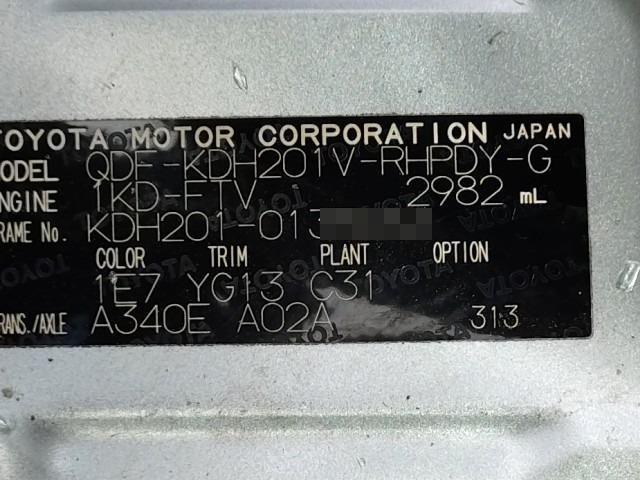 TOYOTA MOTOR CORPORATION JAPAN
MODEL QDF-KDH201V-RHPDY-G
ENGINE 1KD-FTV 2982 mL
FRAME No. KDH201-013
COLOR TRIM PLANT OPTION
1E7 YG13 C31
TRANS./AXLE A340E A02A 313